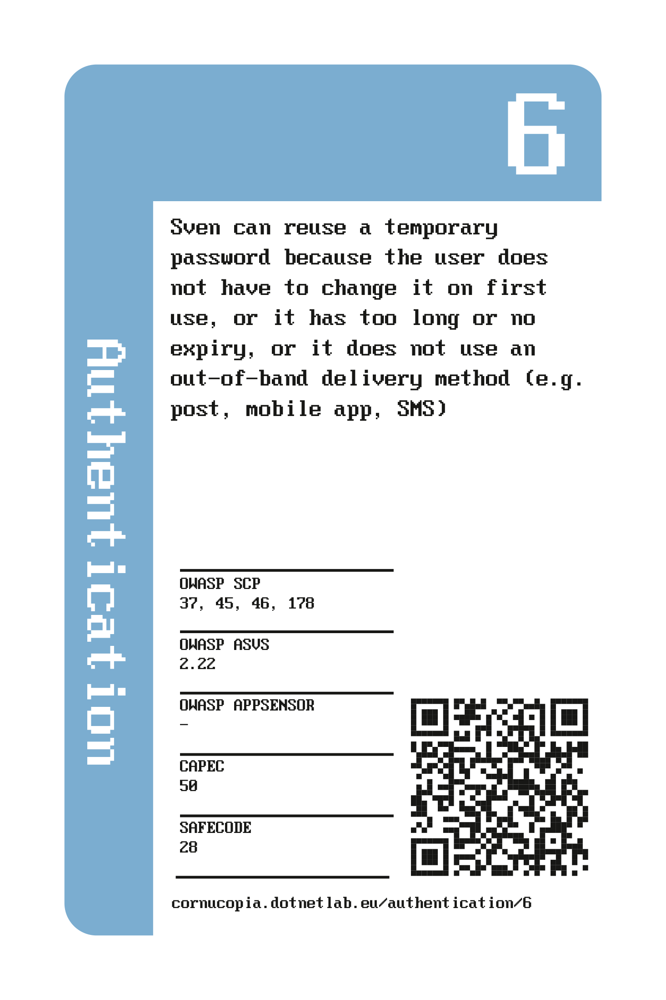 6
Authentication
Sven can reuse a temporary
password because the user does
not have to change it on first
use, or it has too long or no
expiry, or it does not use an
out-of-band delivery method (e.g.
post, mobile app, SMS)
OWASP SCP
37, 45, 46, 178
OWASP ASVS
2.22
OWASP APPSENSOR
-
CAPEC
50
SAFECODE
28
cornucopia.dotnetlab.eu/authentication/6